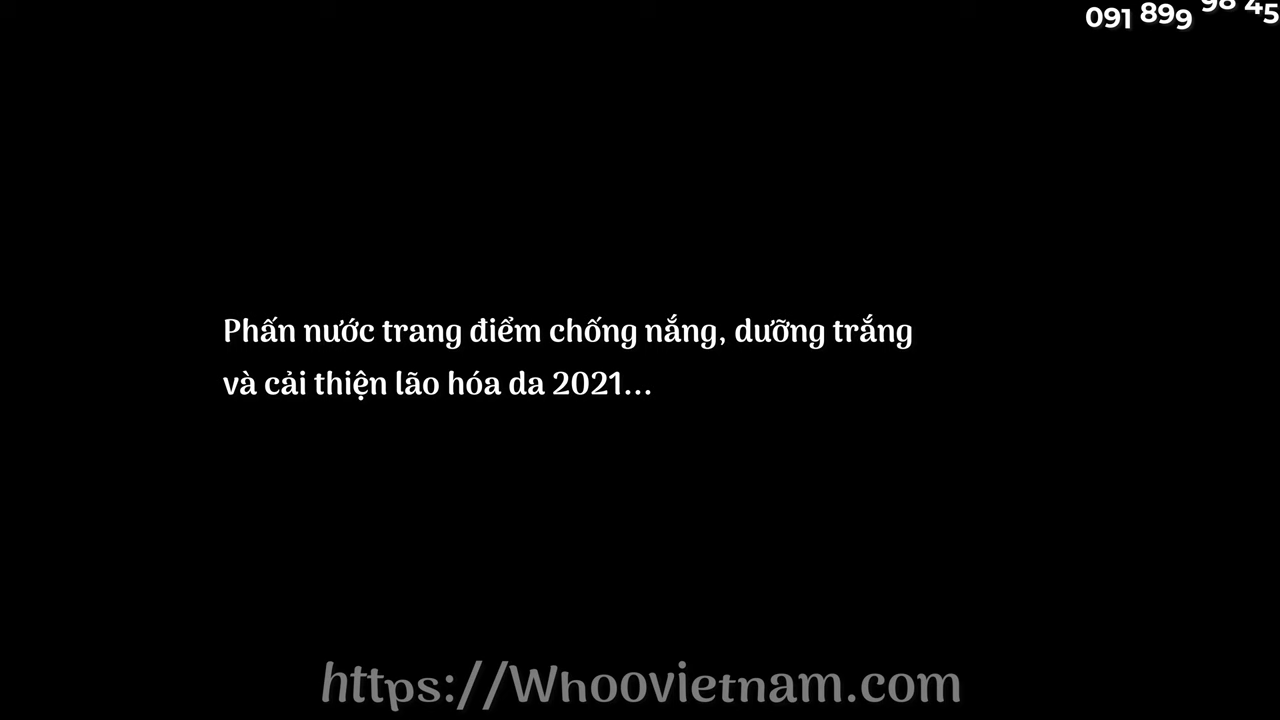 091 899 98 45
Phấn nước trang điểm chống nắng, dưỡng trắng
và cải thiện lão hóa da 2021...
https://Whoovietnam.com